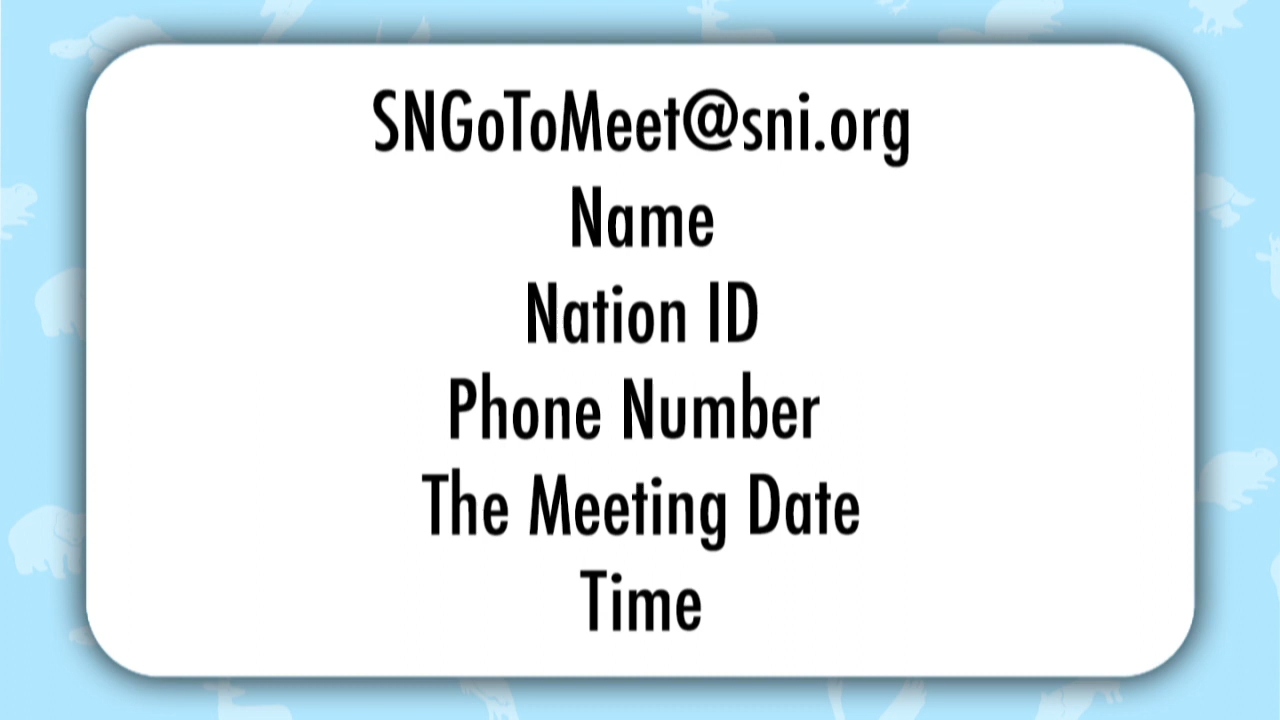 SNGoToMeet@sni.org
Name
Nation ID
Phone Number
The Meeting Date
Time